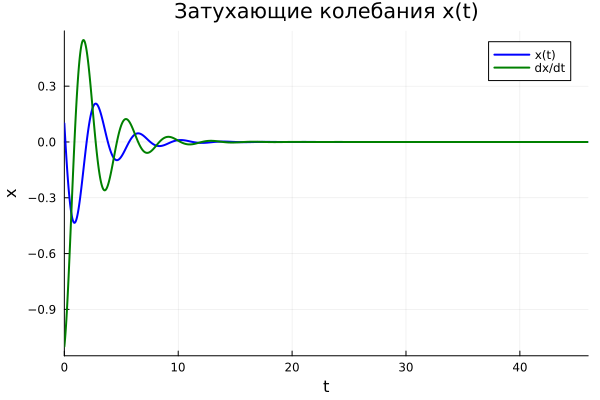 Затухающие колебания x(t)
x(t)
dx/dt
0.3
0.0
−0.3
−0.6
−0.9
x
0 10 20 30 40
t